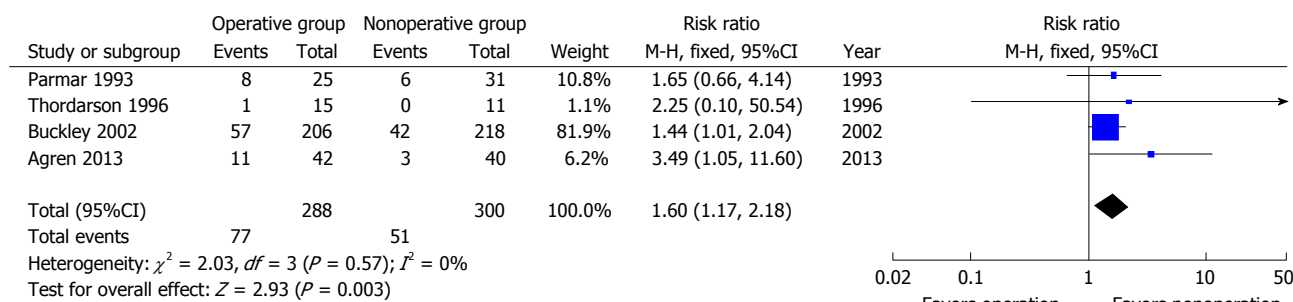 Operative group Nonoperative group Risk ratio Risk ratio
Study or subgroup Events Total Events Total Weight M-H, fixed, 95%CI Year M-H, fixed, 95%CI
Parmar 1993 8 25 6 31 10.8% 1.65 (0.66, 4.14) 1993
Thordarson 1996 1 15 0 11 1.1% 2.25 (0.10, 50.54) 1996
Buckley 2002 57 206 42 218 81.9% 1.44 (1.01, 2.04) 2002
Agren 2013 11 42 3 40 6.2% 3.49 (1.05, 11.60) 2013
Total (95%CI) 288 300 100.0% 1.60 (1.17, 2.18)
Total events 77 51
Heterogeneity: χ² = 2.03, df = 3 (P = 0.57); I² = 0%
Test for overall effect: Z = 2.93 (P = 0.003)
0.02 0.1 1 10 50
Favors operation Favors nonoperation